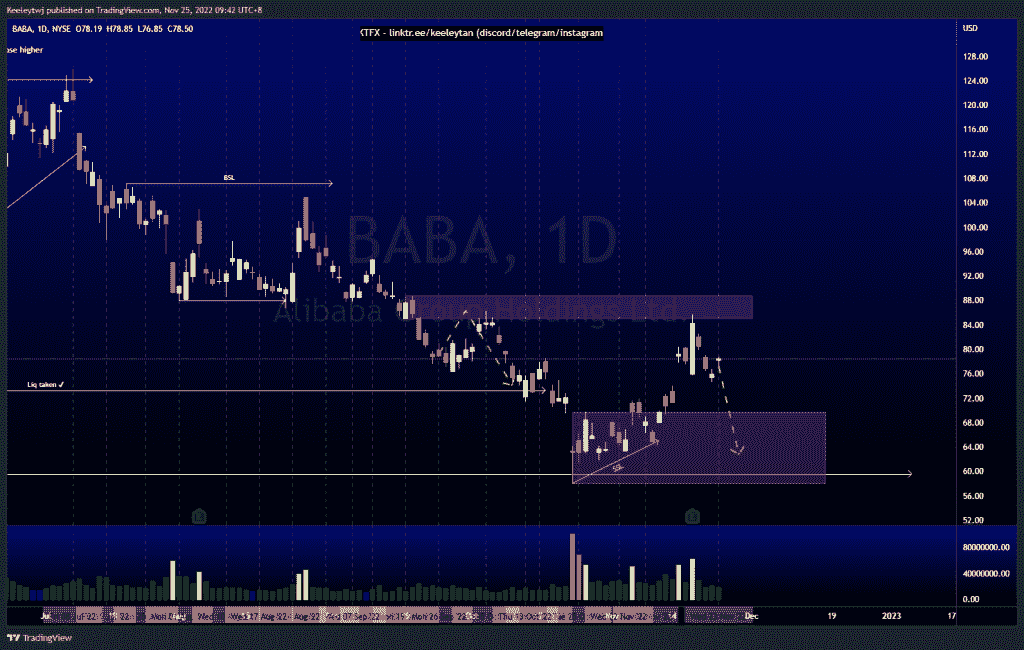 Keeleytwj published on TradingView.com, Nov 25, 2022 09:42 UTC+8
BABA, 1D, NYSE O78.19 H78.85 L76.85 C78.50
TFX - linktr.ee/keeleytan (discord/telegram/instagram
USD
ose higher
128.00
124.00
120.00
116.00
112.00
108.00
BSL
104.00
100.00
BABA, 1D
96.00
92.00
88.00
Alibaba Group Holdings Ltd.
84.00
80.00
76.00
Liq taken ✓
72.00
68.00
64.00
SSL
60.00
56.00
52.00
80000000.00
40000000.00
0.00
Nov 14 Dec 19 2023 17
TradingView